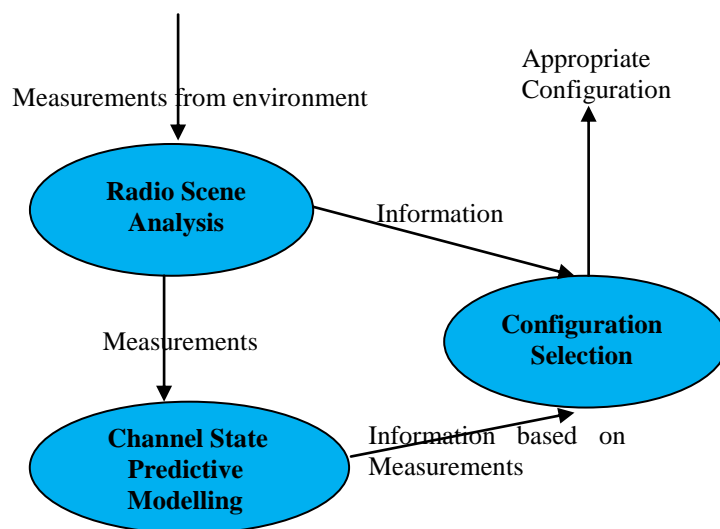 Appropriate
Configuration
Measurements from environment
Radio Scene
Analysis
Information
Configuration
Selection
Measurements
Channel State
Predictive
Modelling
Information based on
Measurements